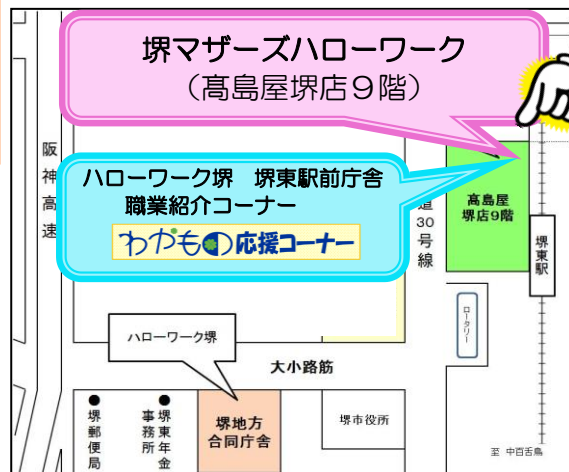 堺マザーズハローワーク
（髙島屋堺店９階）
ハローワーク堺　堺東駅前庁舎
職業紹介コーナー
わかもの応援コーナー
阪神高速
道30号線
髙島屋
堺店9階
堺東駅
ロータリー
ハローワーク堺
大小路筋
●堺郵便局
●堺東年金
事務所
堺地方
合同庁舎
堺市役所
至 中百舌鳥